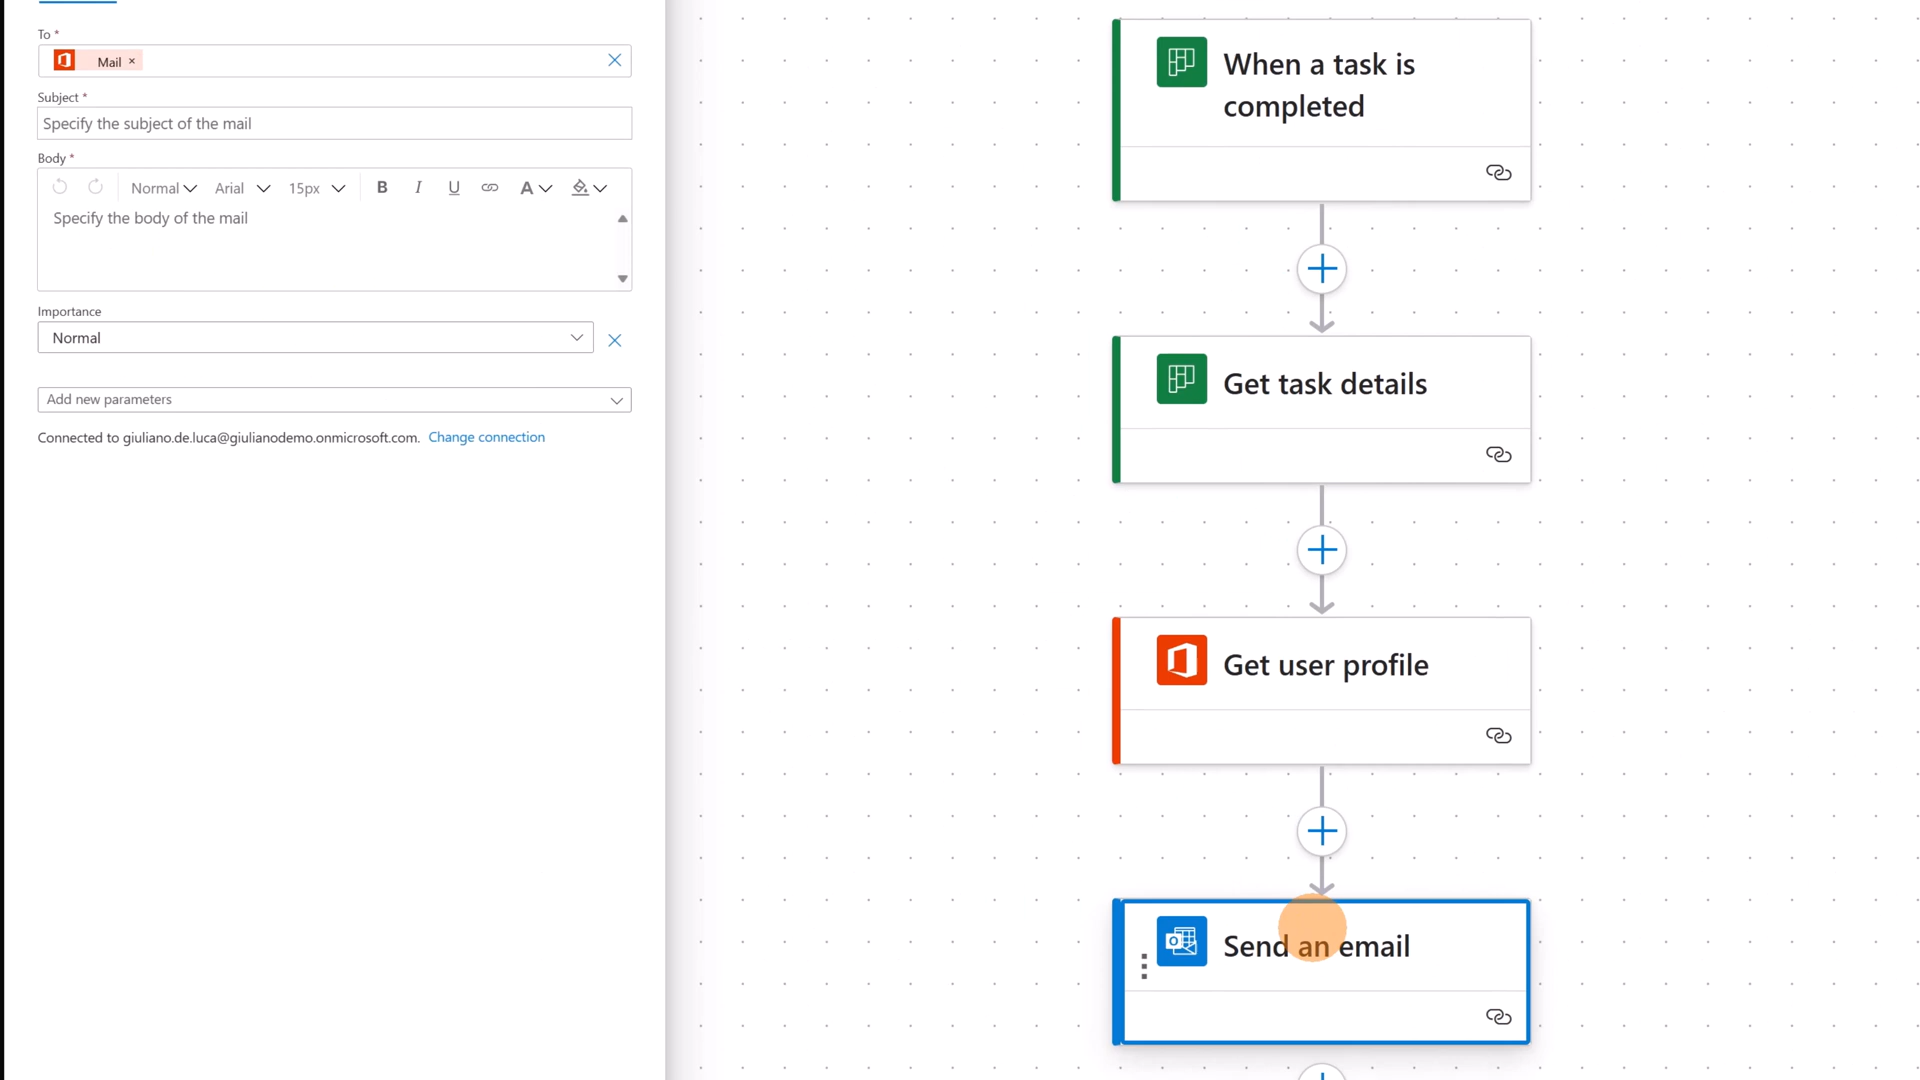 To *
Mail ×
Subject *
Specify the subject of the mail
Body *
Normal Arial 15px B I U A
Specify the body of the mail
Importance
Normal
Add new parameters
Connected to giuliano.de.luca@giulianodemo.onmicrosoft.com. Change connection
When a task is
completed
Get task details
Get user profile
Send an email